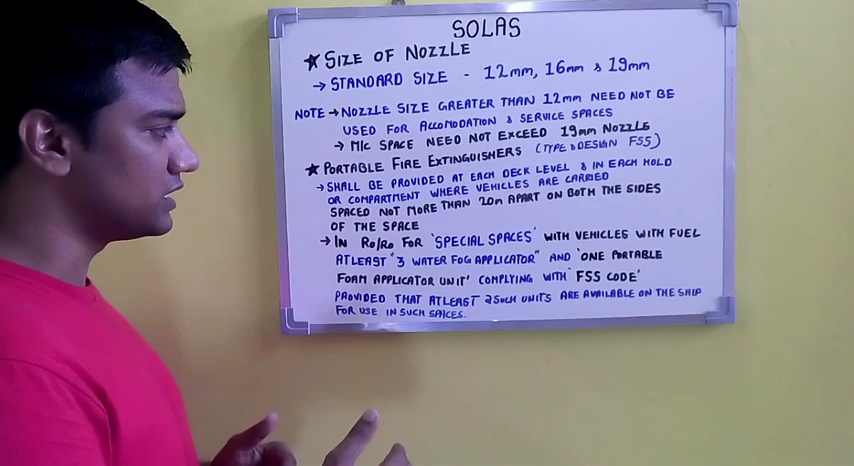 SOLAS
★ SIZE OF NOZZLE
→ STANDARD SIZE - 12mm, 16mm & 19mm
NOTE → NOZZLE SIZE GREATER THAN 12mm NEED NOT BE
USED FOR ACCOMODATION & SERVICE SPACES
→ M/C SPACE NEED NOT EXCEED 19mm NOZZLE
★ PORTABLE FIRE EXTINGUISHERS (TYPE & DESIGN FSS)
→ SHALL BE PROVIDED AT EACH DECK LEVEL & IN EACH HOLD
OR COMPARTMENT WHERE VEHICLES ARE CARRIED
SPACED NOT MORE THAN 20m APART ON BOTH THE SIDES
OF THE SPACE
→ IN RO/RO FOR 'SPECIAL SPACES' WITH VEHICLES WITH FUEL
ATLEAST "3 WATER FOG APPLICATOR" AND 'ONE PORTABLE
FOAM APPLICATOR UNIT' COMPLYING WITH 'FSS CODE'
PROVIDED THAT ATLEAST 2 SUCH UNITS ARE AVAILABLE ON THE SHIP
FOR USE IN SUCH SPACES.